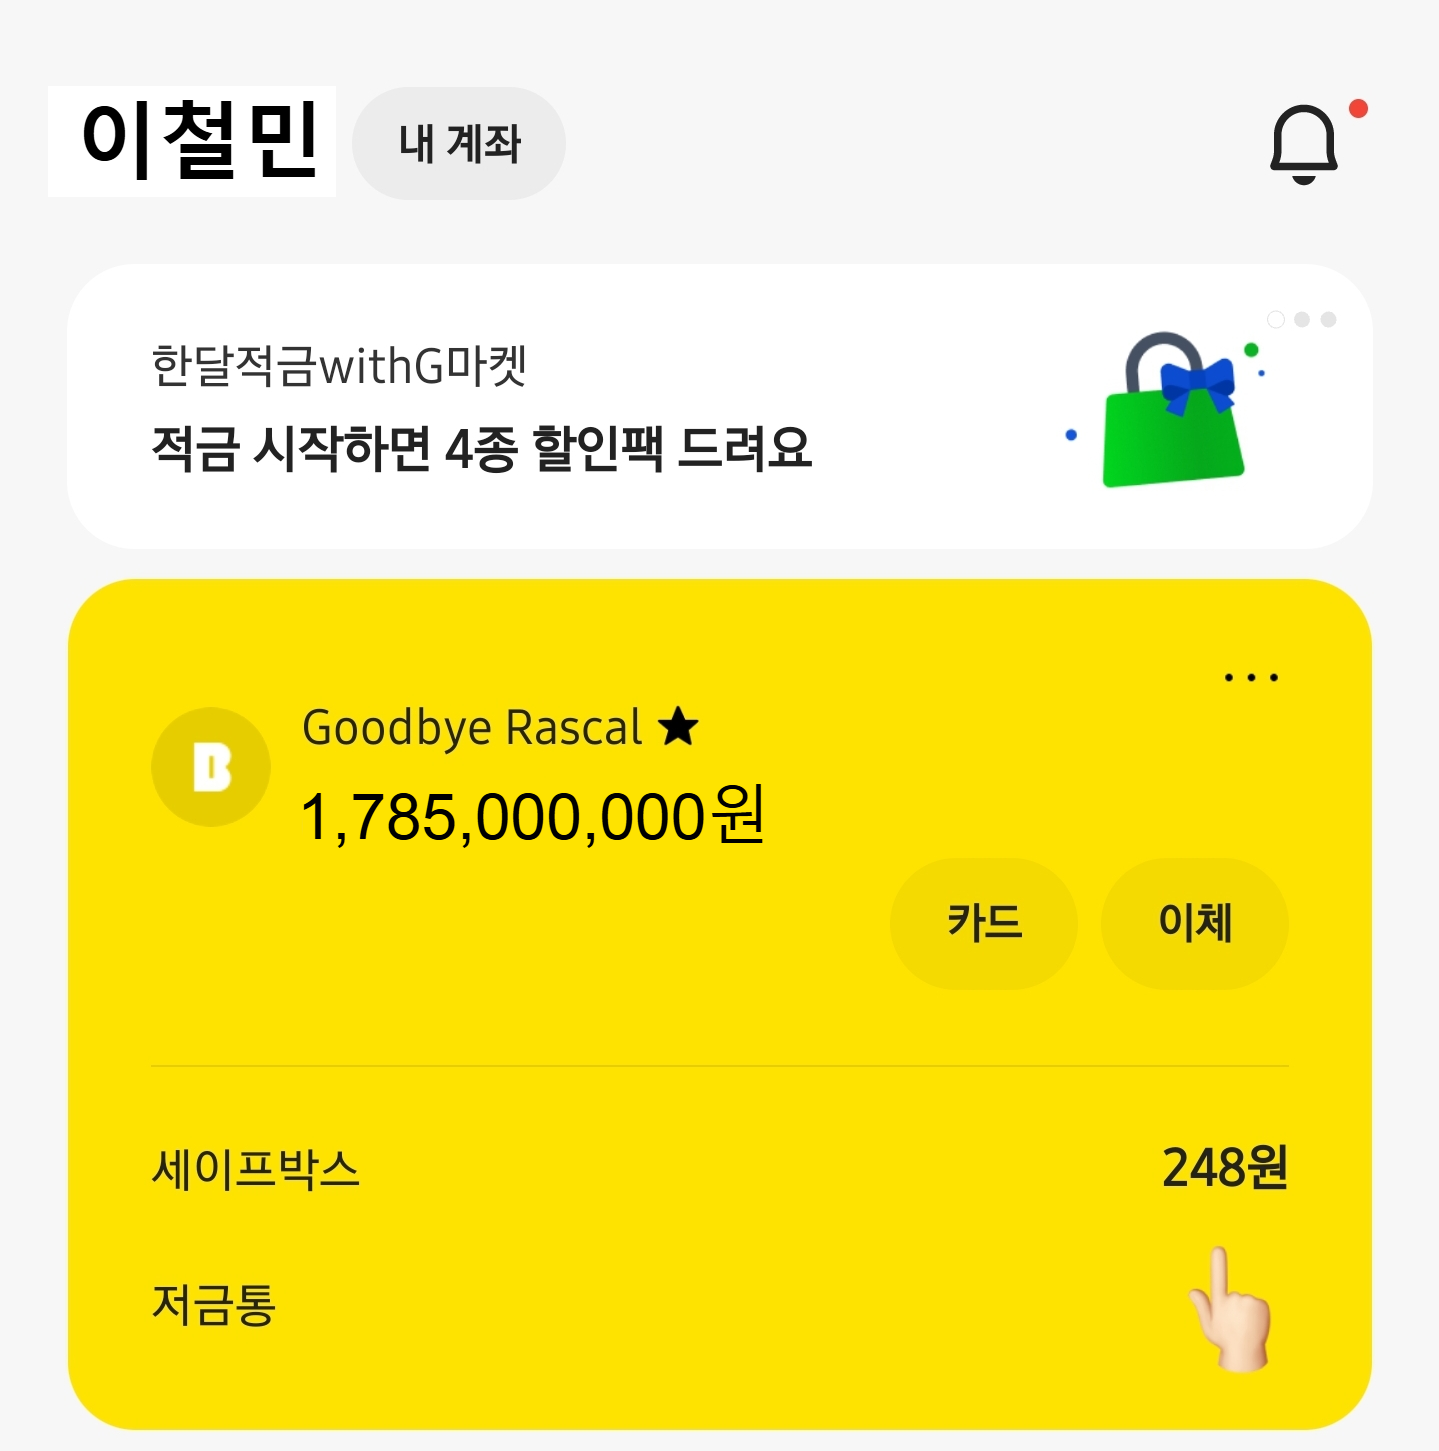 이철민 내 계좌
한달적금withG마켓
적금 시작하면 4종 할인팩 드려요
Goodbye Rascal ★
B
1,785,000,000원
카드 이체
세이프박스 248원
저금통